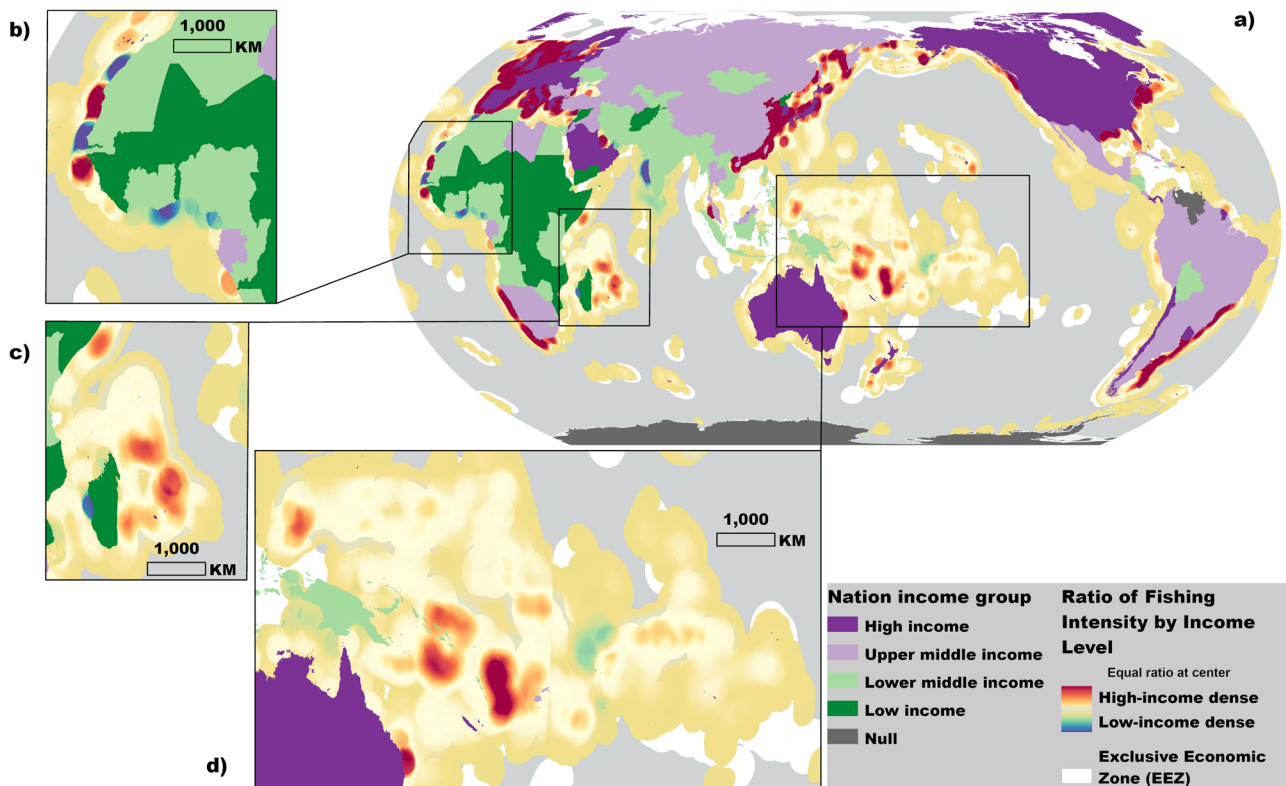 b)
1,000
KM
a)
c)
1,000
KM
d)
1,000
KM
Nation income group
High income
Upper middle income
Lower middle income
Low income
Null
Ratio of Fishing
Intensity by Income
Level
Equal ratio at center
High-income dense
Low-income dense
Exclusive Economic
Zone (EEZ)